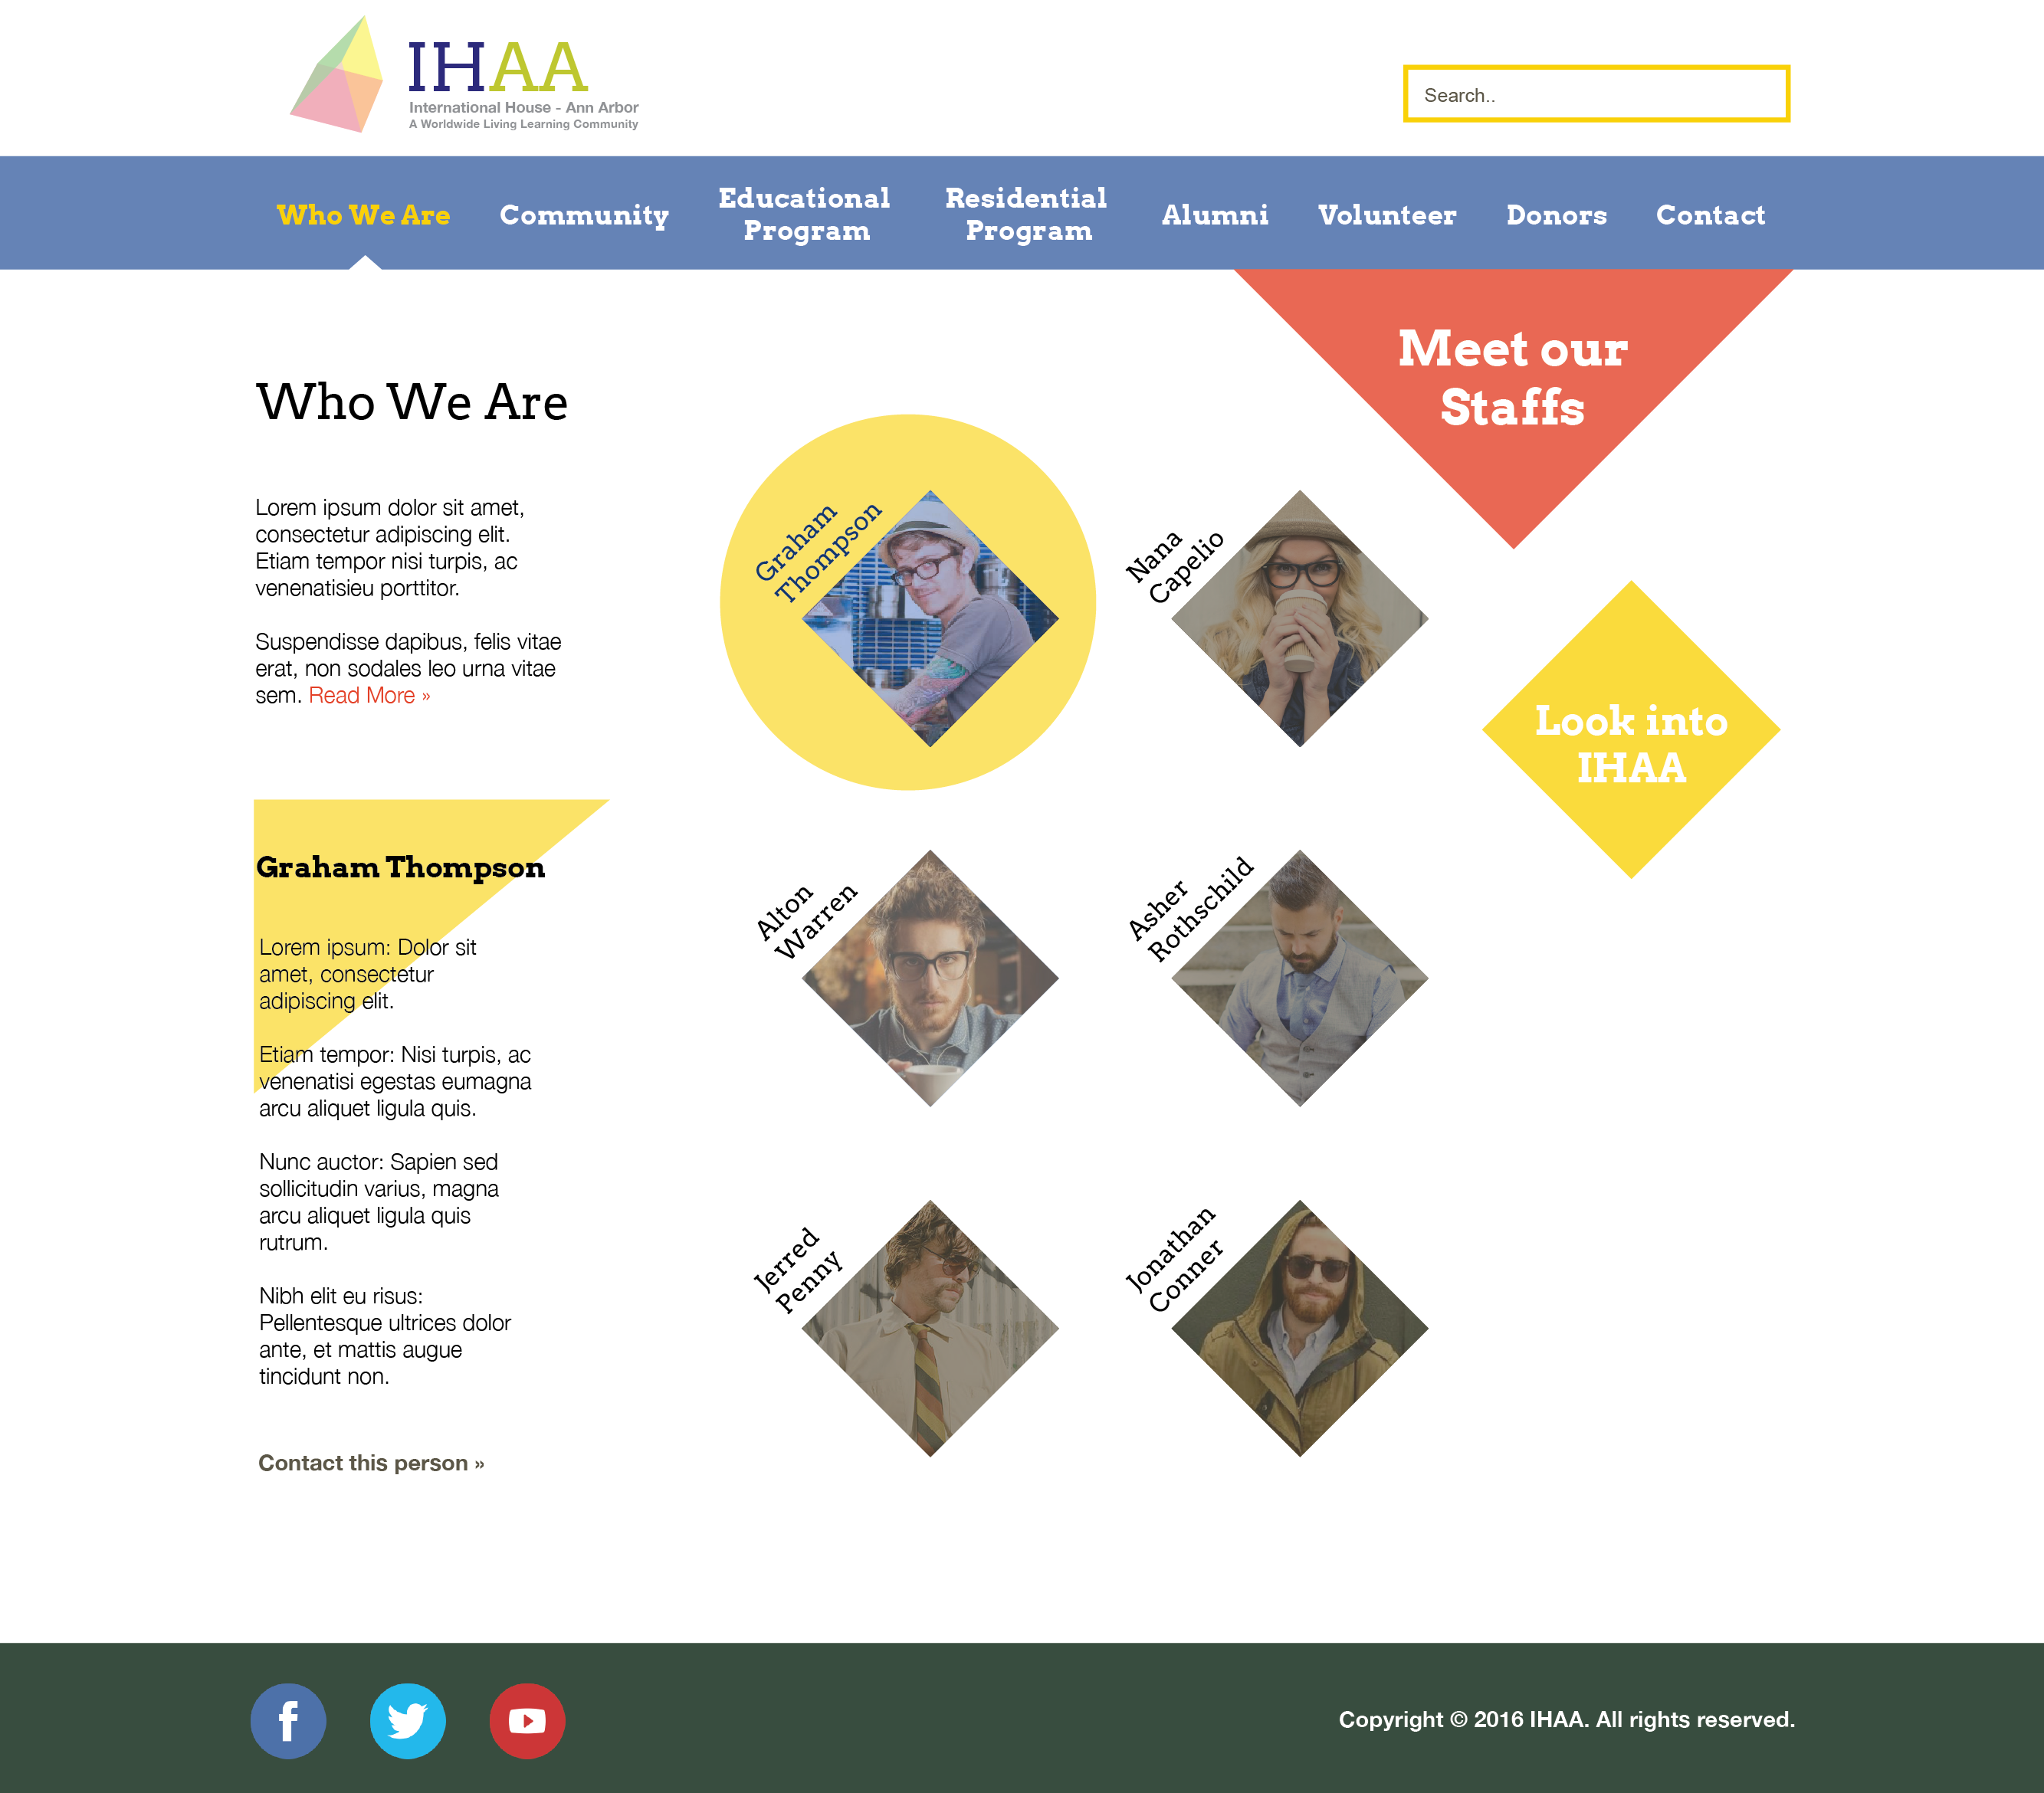 IHAA
International House - Ann Arbor
A Worldwide Living Learning Community
Search..
Who We Are
Community
Educational
Program
Residential
Program
Alumni
Volunteer
Donors
Contact
Meet our
Staffs
Who We Are
Lorem ipsum dolor sit amet,
consectetur adipiscing elit.
Etiam tempor nisi turpis, ac
venenatisieu porttitor.
Suspendisse dapibus, felis vitae
erat, non sodales leo urna vitae
sem. Read More »
Graham
Thompson
Nana
Capelio
Look into
IHAA
Graham Thompson
Lorem ipsum: Dolor sit
amet, consectetur
adipiscing elit.
Etiam tempor: Nisi turpis, ac
venenatisi egestas eumagna
arcu aliquet ligula quis.
Nunc auctor: Sapien sed
sollicitudin varius, magna
arcu aliquet ligula quis
rutrum.
Nibh elit eu risus:
Pellentesque ultrices dolor
ante, et mattis augue
tincidunt non.
Contact this person »
Alton
Warren
Asher
Rothschild
Jerred
Penny
Jonathan
Conner
Copyright © 2016 IHAA. All rights reserved.